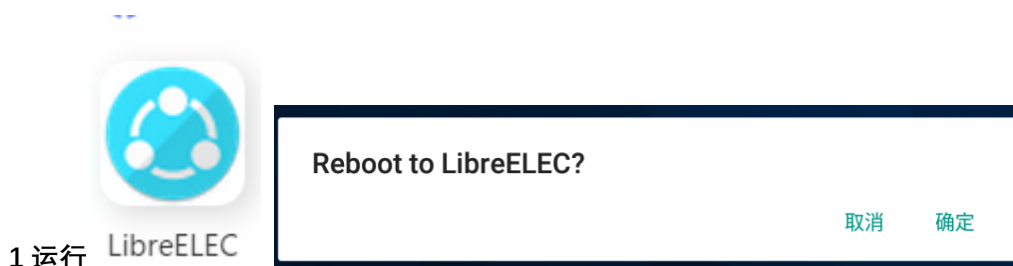 Reboot to LibreELEC?
取消 确定
1 运行 LibreELEC